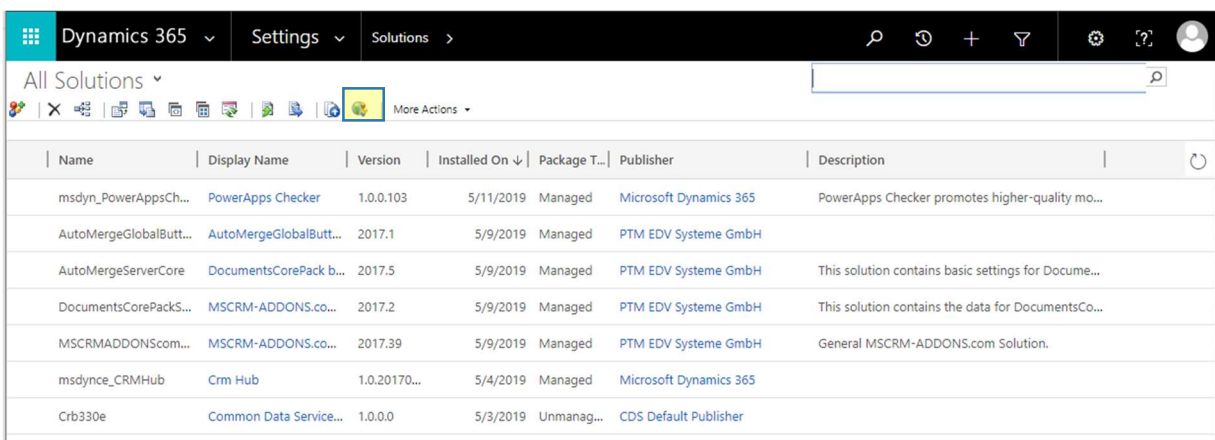 Dynamics 365 Settings Solutions
All Solutions
More Actions
Name Display Name Version Installed On ↓ Package T... Publisher Description
msdyn_PowerAppsCh... PowerApps Checker 1.0.0.103 5/11/2019 Managed Microsoft Dynamics 365 PowerApps Checker promotes higher-quality mo...
AutoMergeGlobalButt... AutoMergeGlobalButt... 2017.1 5/9/2019 Managed PTM EDV Systeme GmbH
AutoMergeServerCore DocumentsCorePack b... 2017.5 5/9/2019 Managed PTM EDV Systeme GmbH This solution contains basic settings for Docume...
DocumentsCorePackS... MSCRM-ADDONS.co... 2017.2 5/9/2019 Managed PTM EDV Systeme GmbH This solution contains the data for DocumentsCo...
MSCRMADDONScom... MSCRM-ADDONS.co... 2017.39 5/9/2019 Managed PTM EDV Systeme GmbH General MSCRM-ADDONS.com Solution.
msdynce_CRMHub Crm Hub 1.0.20170... 5/4/2019 Managed Microsoft Dynamics 365
Crb330e Common Data Service... 1.0.0.0 5/3/2019 Unmanag... CDS Default Publisher